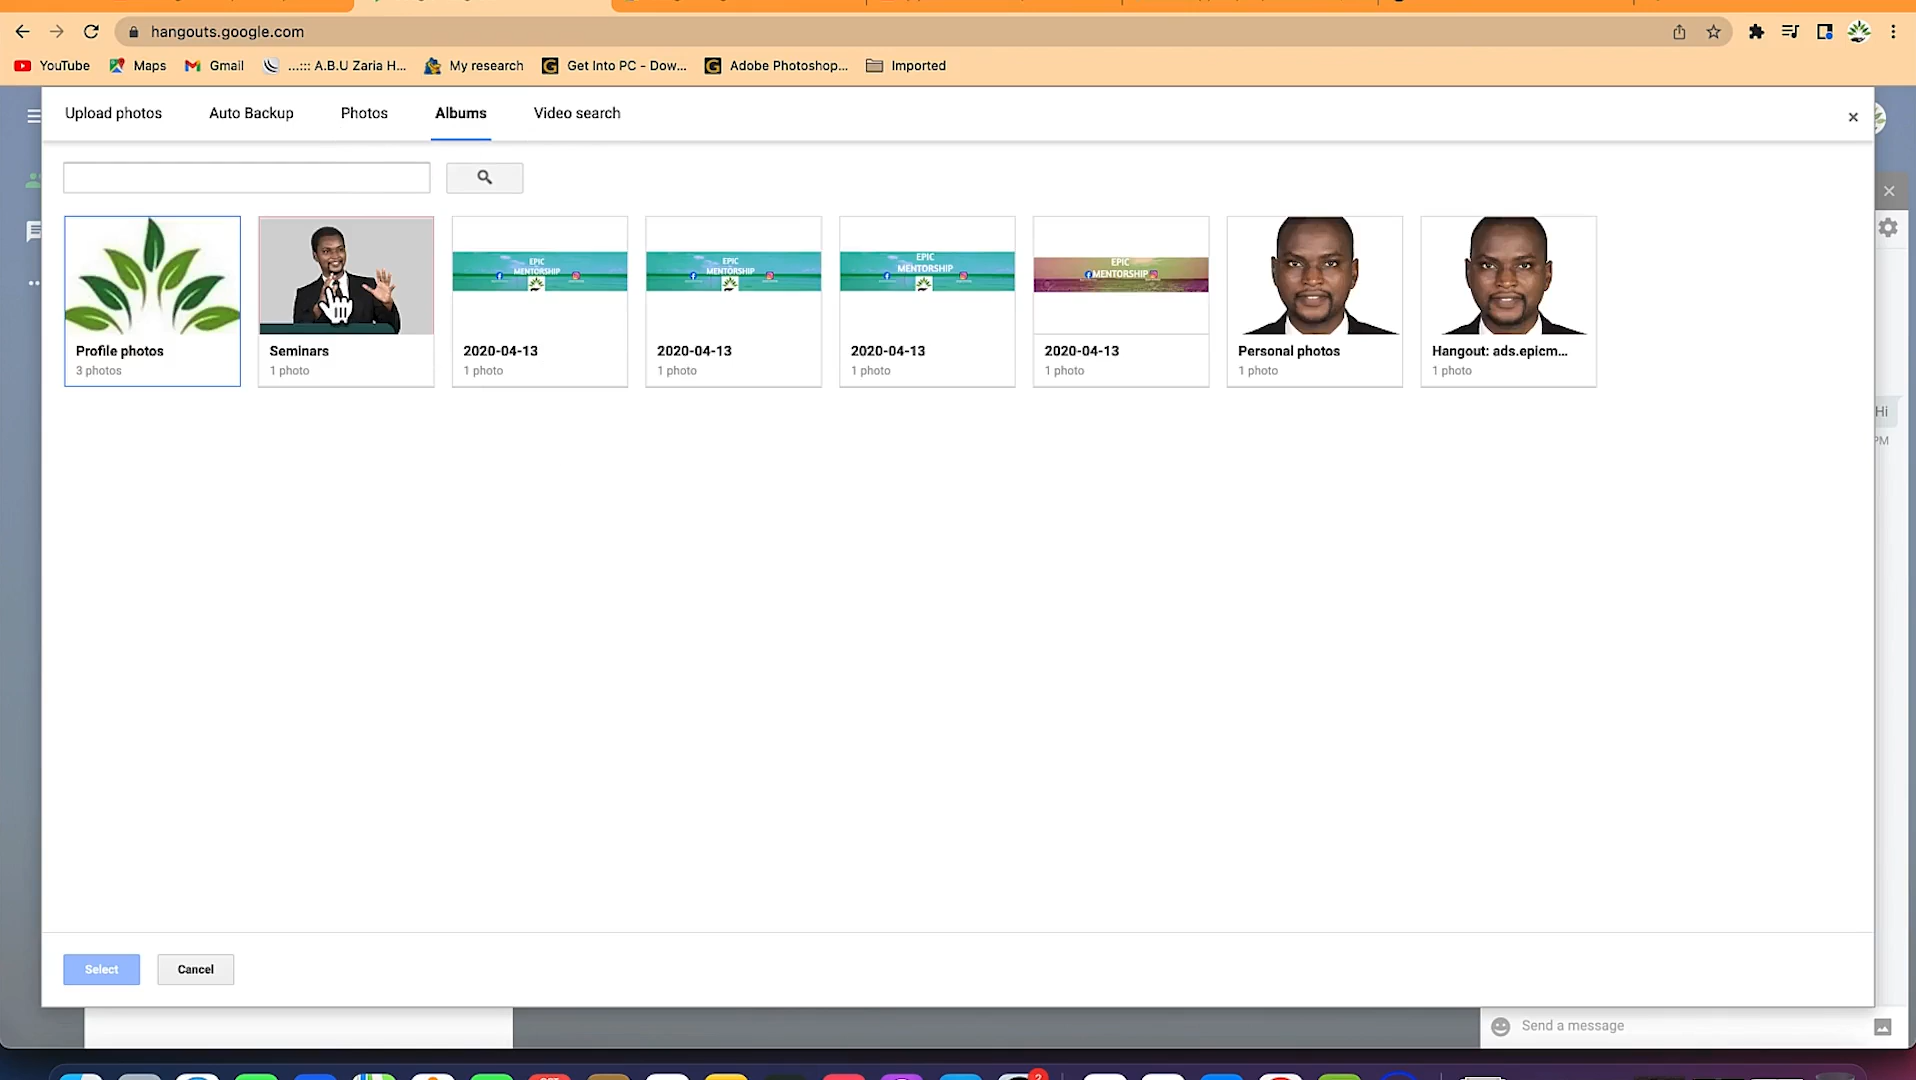 hangouts.google.com
YouTube Maps Gmail ...::: A.B.U Zaria H... My research Get Into PC - Dow... Adobe Photoshop... Imported
Upload photos Auto Backup Photos Albums Video search
EPIC MENTORSHIP
EPIC MENTORSHIP
EPIC MENTORSHIP
EPIC MENTORSHIP
Profile photos Seminars 2020-04-13 2020-04-13 2020-04-13 2020-04-13 Personal photos Hangout: ads.epicm...
3 photos 1 photo 1 photo 1 photo 1 photo 1 photo 1 photo 1 photo
Hi
PM
Select Cancel
Send a message
2